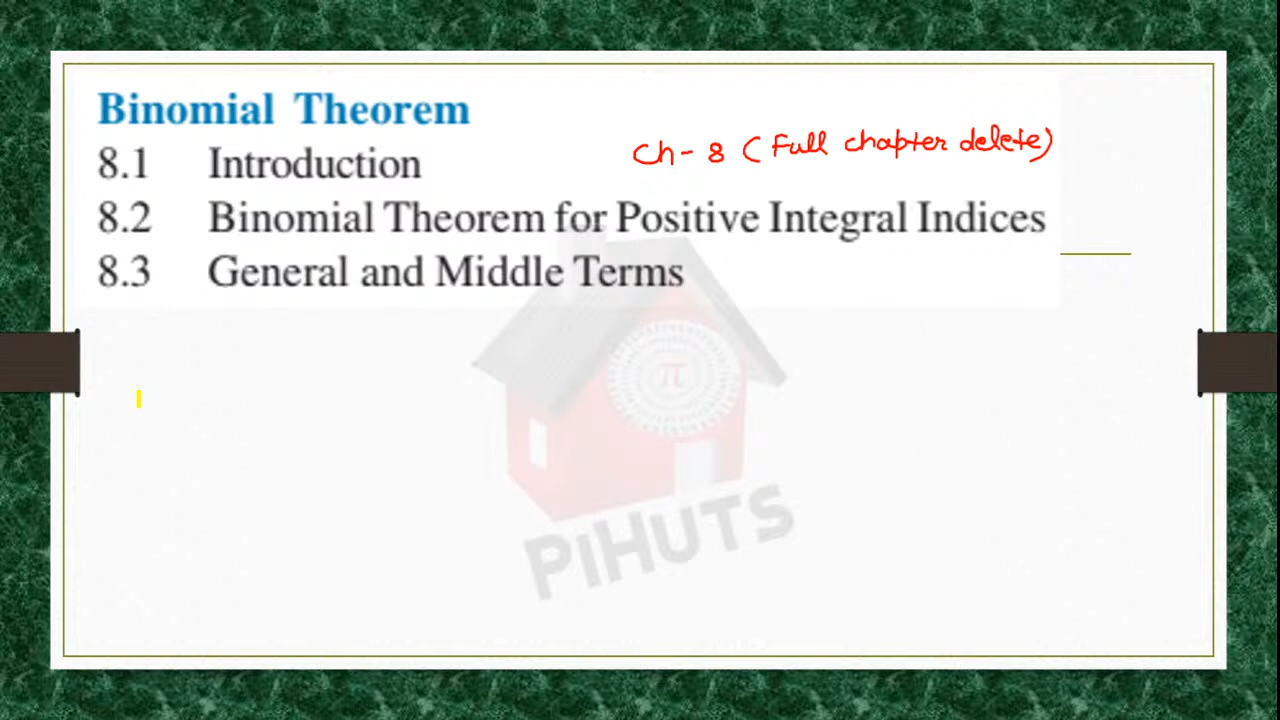 Binomial Theorem
Ch - 8 (Full chapter delete)
8.1 Introduction
8.2 Binomial Theorem for Positive Integral Indices
8.3 General and Middle Terms
π
PiHUTS